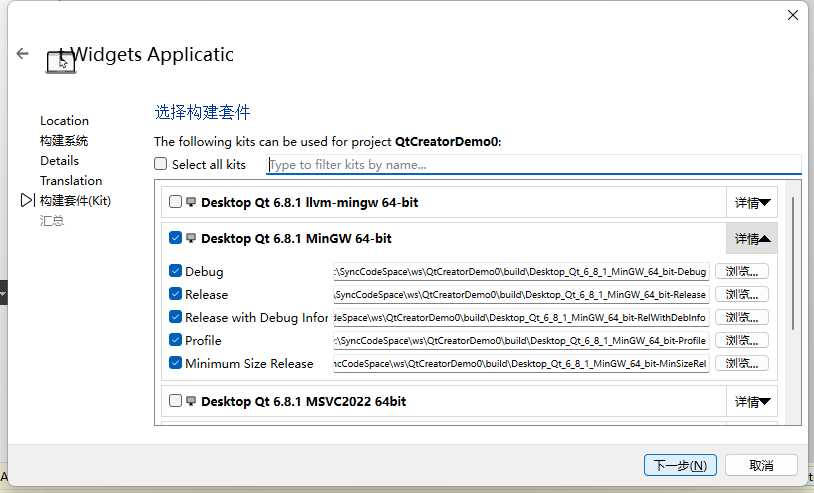 t Widgets Applicatic
Location
构建系统
Details
Translation
构建套件(Kit)
汇总
选择构建套件
The following kits can be used for project QtCreatorDemo0:
Select all kits
Type to filter kits by name...
Desktop Qt 6.8.1 llvm-mingw 64-bit 详情
Desktop Qt 6.8.1 MinGW 64-bit 详情
Debug :\SyncCodeSpace\ws\QtCreatorDemo0\build\Desktop_Qt_6_8_1_MinGW_64_bit-Debug 浏览...
Release \SyncCodeSpace\ws\QtCreatorDemo0\build\Desktop_Qt_6_8_1_MinGW_64_bit-Release 浏览...
Release with Debug Infor deSpace\ws\QtCreatorDemo0\build\Desktop_Qt_6_8_1_MinGW_64_bit-RelWithDebInfo 浏览...
Profile :\SyncCodeSpace\ws\QtCreatorDemo0\build\Desktop_Qt_6_8_1_MinGW_64_bit-Profile 浏览...
Minimum Size Release ncCodeSpace\ws\QtCreatorDemo0\build\Desktop_Qt_6_8_1_MinGW_64_bit-MinSizeRel 浏览...
Desktop Qt 6.8.1 MSVC2022 64bit 详情
下一步(N)
取消